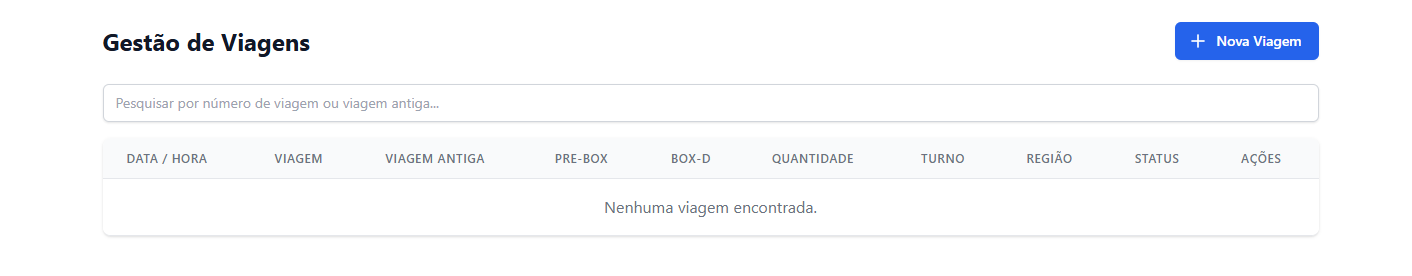 Gestão de Viagens
Nova Viagem
Pesquisar por número de viagem ou viagem antiga...
DATA / HORA VIAGEM VIAGEM ANTIGA PRE-BOX BOX-D QUANTIDADE TURNO REGIÃO STATUS AÇÕES
Nenhuma viagem encontrada.